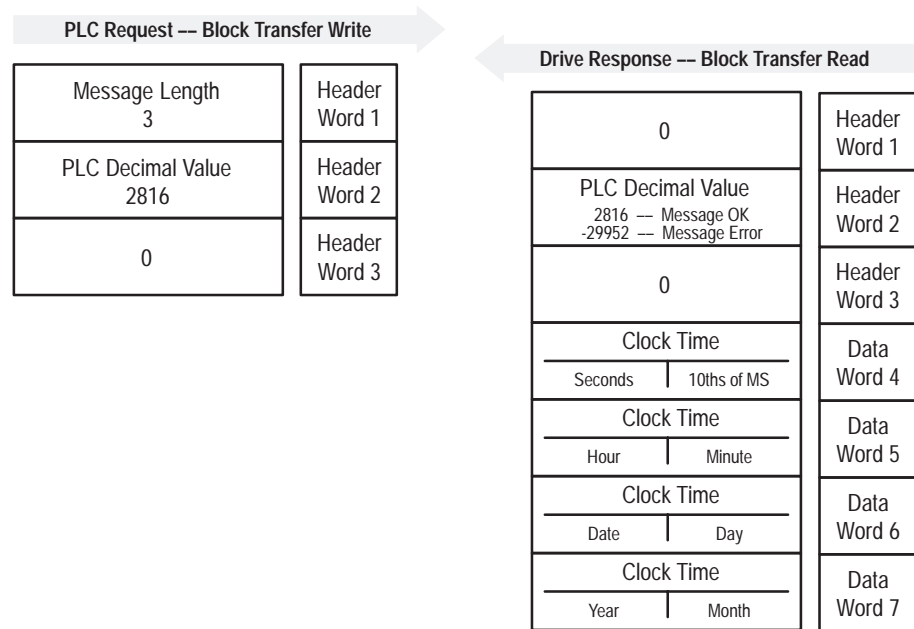 PLC Request –– Block Transfer Write
Message Length
3
Header
Word 1
PLC Decimal Value
2816
Header
Word 2
0
Header
Word 3
Drive Response –– Block Transfer Read
0
Header
Word 1
PLC Decimal Value
2816 –– Message OK
-29952 –– Message Error
Header
Word 2
0
Header
Word 3
Clock Time
Seconds 10ths of MS
Data
Word 4
Clock Time
Hour Minute
Data
Word 5
Clock Time
Date Day
Data
Word 6
Clock Time
Year Month
Data
Word 7